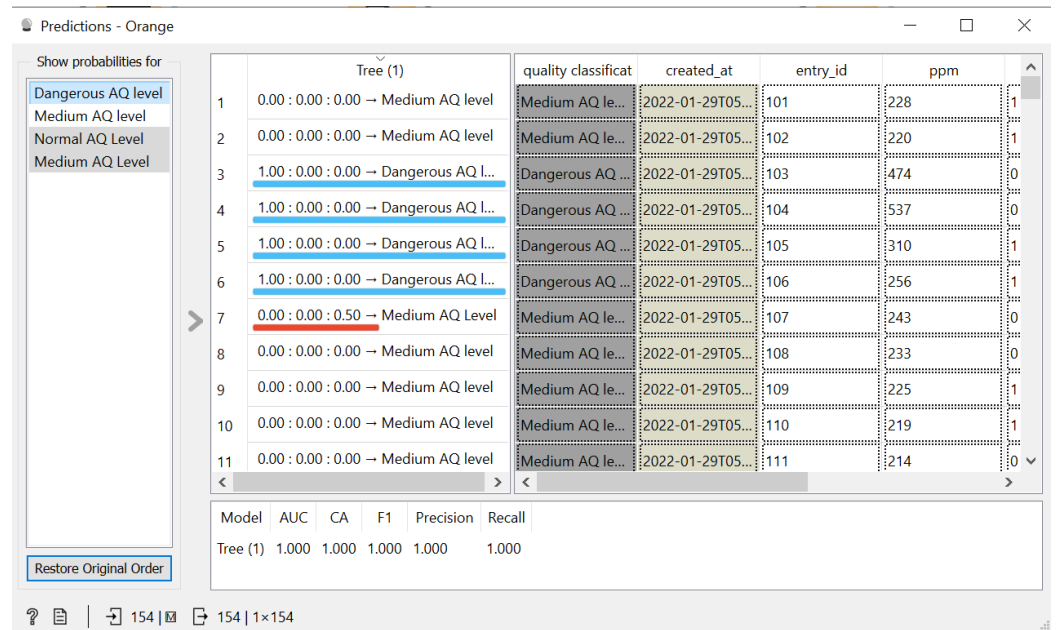 Predictions - Orange
Show probabilities for
Dangerous AQ level
Medium AQ level
Normal AQ Level
Medium AQ Level
Restore Original Order
Tree (1) quality classificat created_at entry_id ppm
1 0.00 : 0.00 : 0.00 → Medium AQ level Medium AQ le... 2022-01-29T05... 101 228 1
2 0.00 : 0.00 : 0.00 → Medium AQ level Medium AQ le... 2022-01-29T05... 102 220 1
3 1.00 : 0.00 : 0.00 → Dangerous AQ l... Dangerous AQ ... 2022-01-29T05... 103 474 0
4 1.00 : 0.00 : 0.00 → Dangerous AQ l... Dangerous AQ ... 2022-01-29T05... 104 537 0
5 1.00 : 0.00 : 0.00 → Dangerous AQ l... Dangerous AQ ... 2022-01-29T05... 105 310 1
6 1.00 : 0.00 : 0.00 → Dangerous AQ l... Dangerous AQ ... 2022-01-29T05... 106 256 1
7 0.00 : 0.00 : 0.50 → Medium AQ Level Medium AQ le... 2022-01-29T05... 107 243 0
8 0.00 : 0.00 : 0.00 → Medium AQ level Medium AQ le... 2022-01-29T05... 108 233 0
9 0.00 : 0.00 : 0.00 → Medium AQ level Medium AQ le... 2022-01-29T05... 109 225 1
10 0.00 : 0.00 : 0.00 → Medium AQ level Medium AQ le... 2022-01-29T05... 110 219 1
11 0.00 : 0.00 : 0.00 → Medium AQ level Medium AQ le... 2022-01-29T05... 111 214 0
Model AUC CA F1 Precision Recall
Tree (1) 1.000 1.000 1.000 1.000 1.000
? 154 | M 154 | 1×154